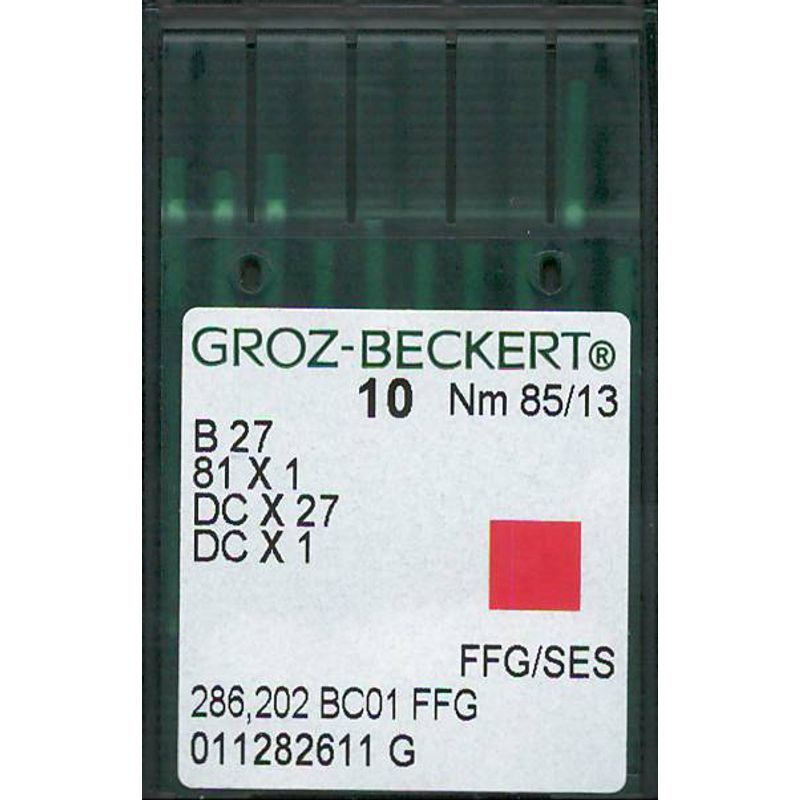 GROZ-BECKERT®
10 Nm 85/13
B 27
81 X 1
DC X 27
DC X 1
FFG/SES
286,202 BC01 FFG
011282611 G